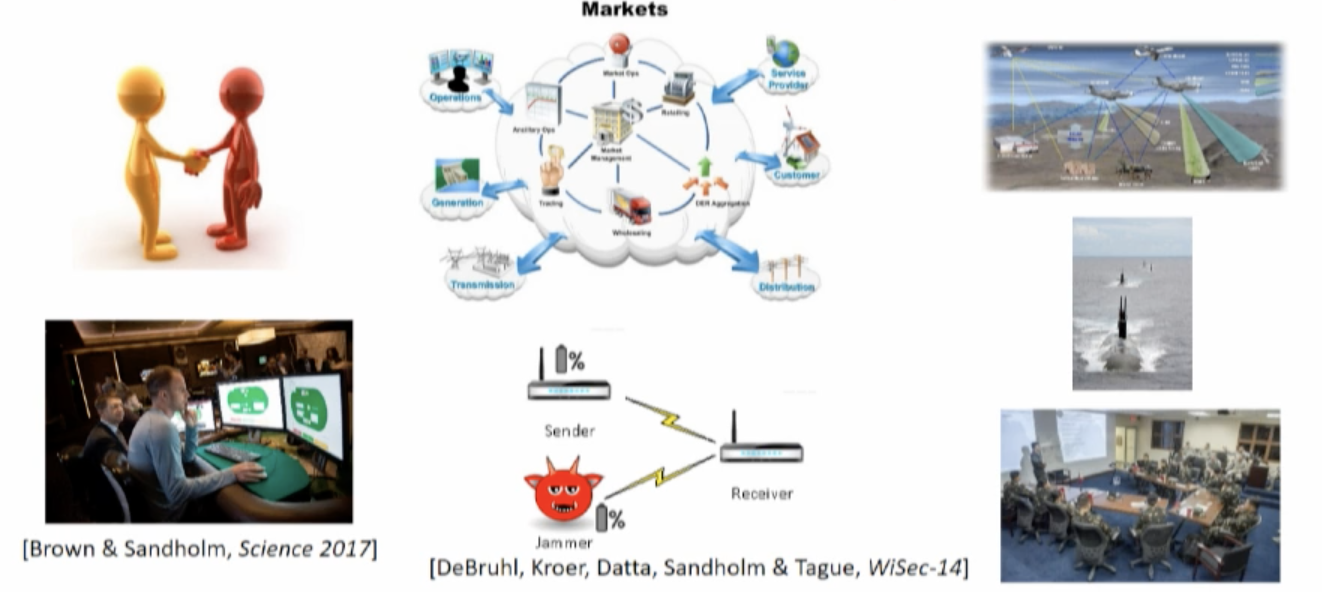 Markets
Market Ops
Operations
Service
Provider
Ancillary Ops
Retailing
Market
Management
Customer
Generation
Trading
DER Aggregation
Wholesaling
Transmission
Distribution
%
Sender
Receiver
%
Jammer
[Brown & Sandholm, Science 2017]
[DeBruhl, Kroer, Datta, Sandholm & Tague, WiSec-14]